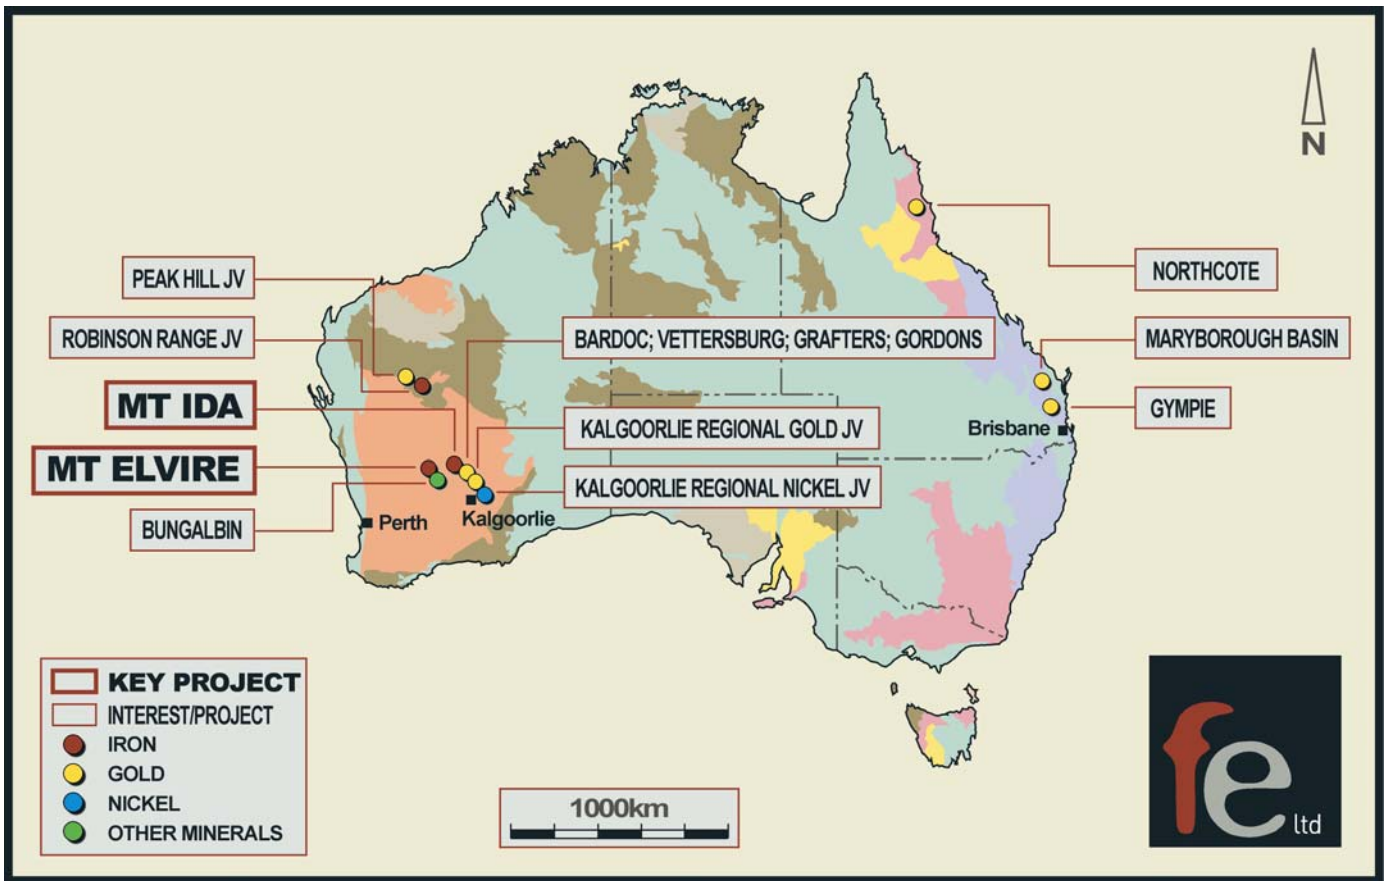 N
PEAK HILL JV
ROBINSON RANGE JV
MT IDA
MT ELVIRE
BUNGALBIN
BARDOC; VETTERSBURG; GRAFTERS; GORDONS
KALGOORLIE REGIONAL GOLD JV
KALGOORLIE REGIONAL NICKEL JV
NORTHCOTE
MARYBOROUGH BASIN
GYMPIE
Brisbane
Perth
Kalgoorlie
KEY PROJECT
INTEREST/PROJECT
IRON
GOLD
NICKEL
OTHER MINERALS
1000km
fe ltd